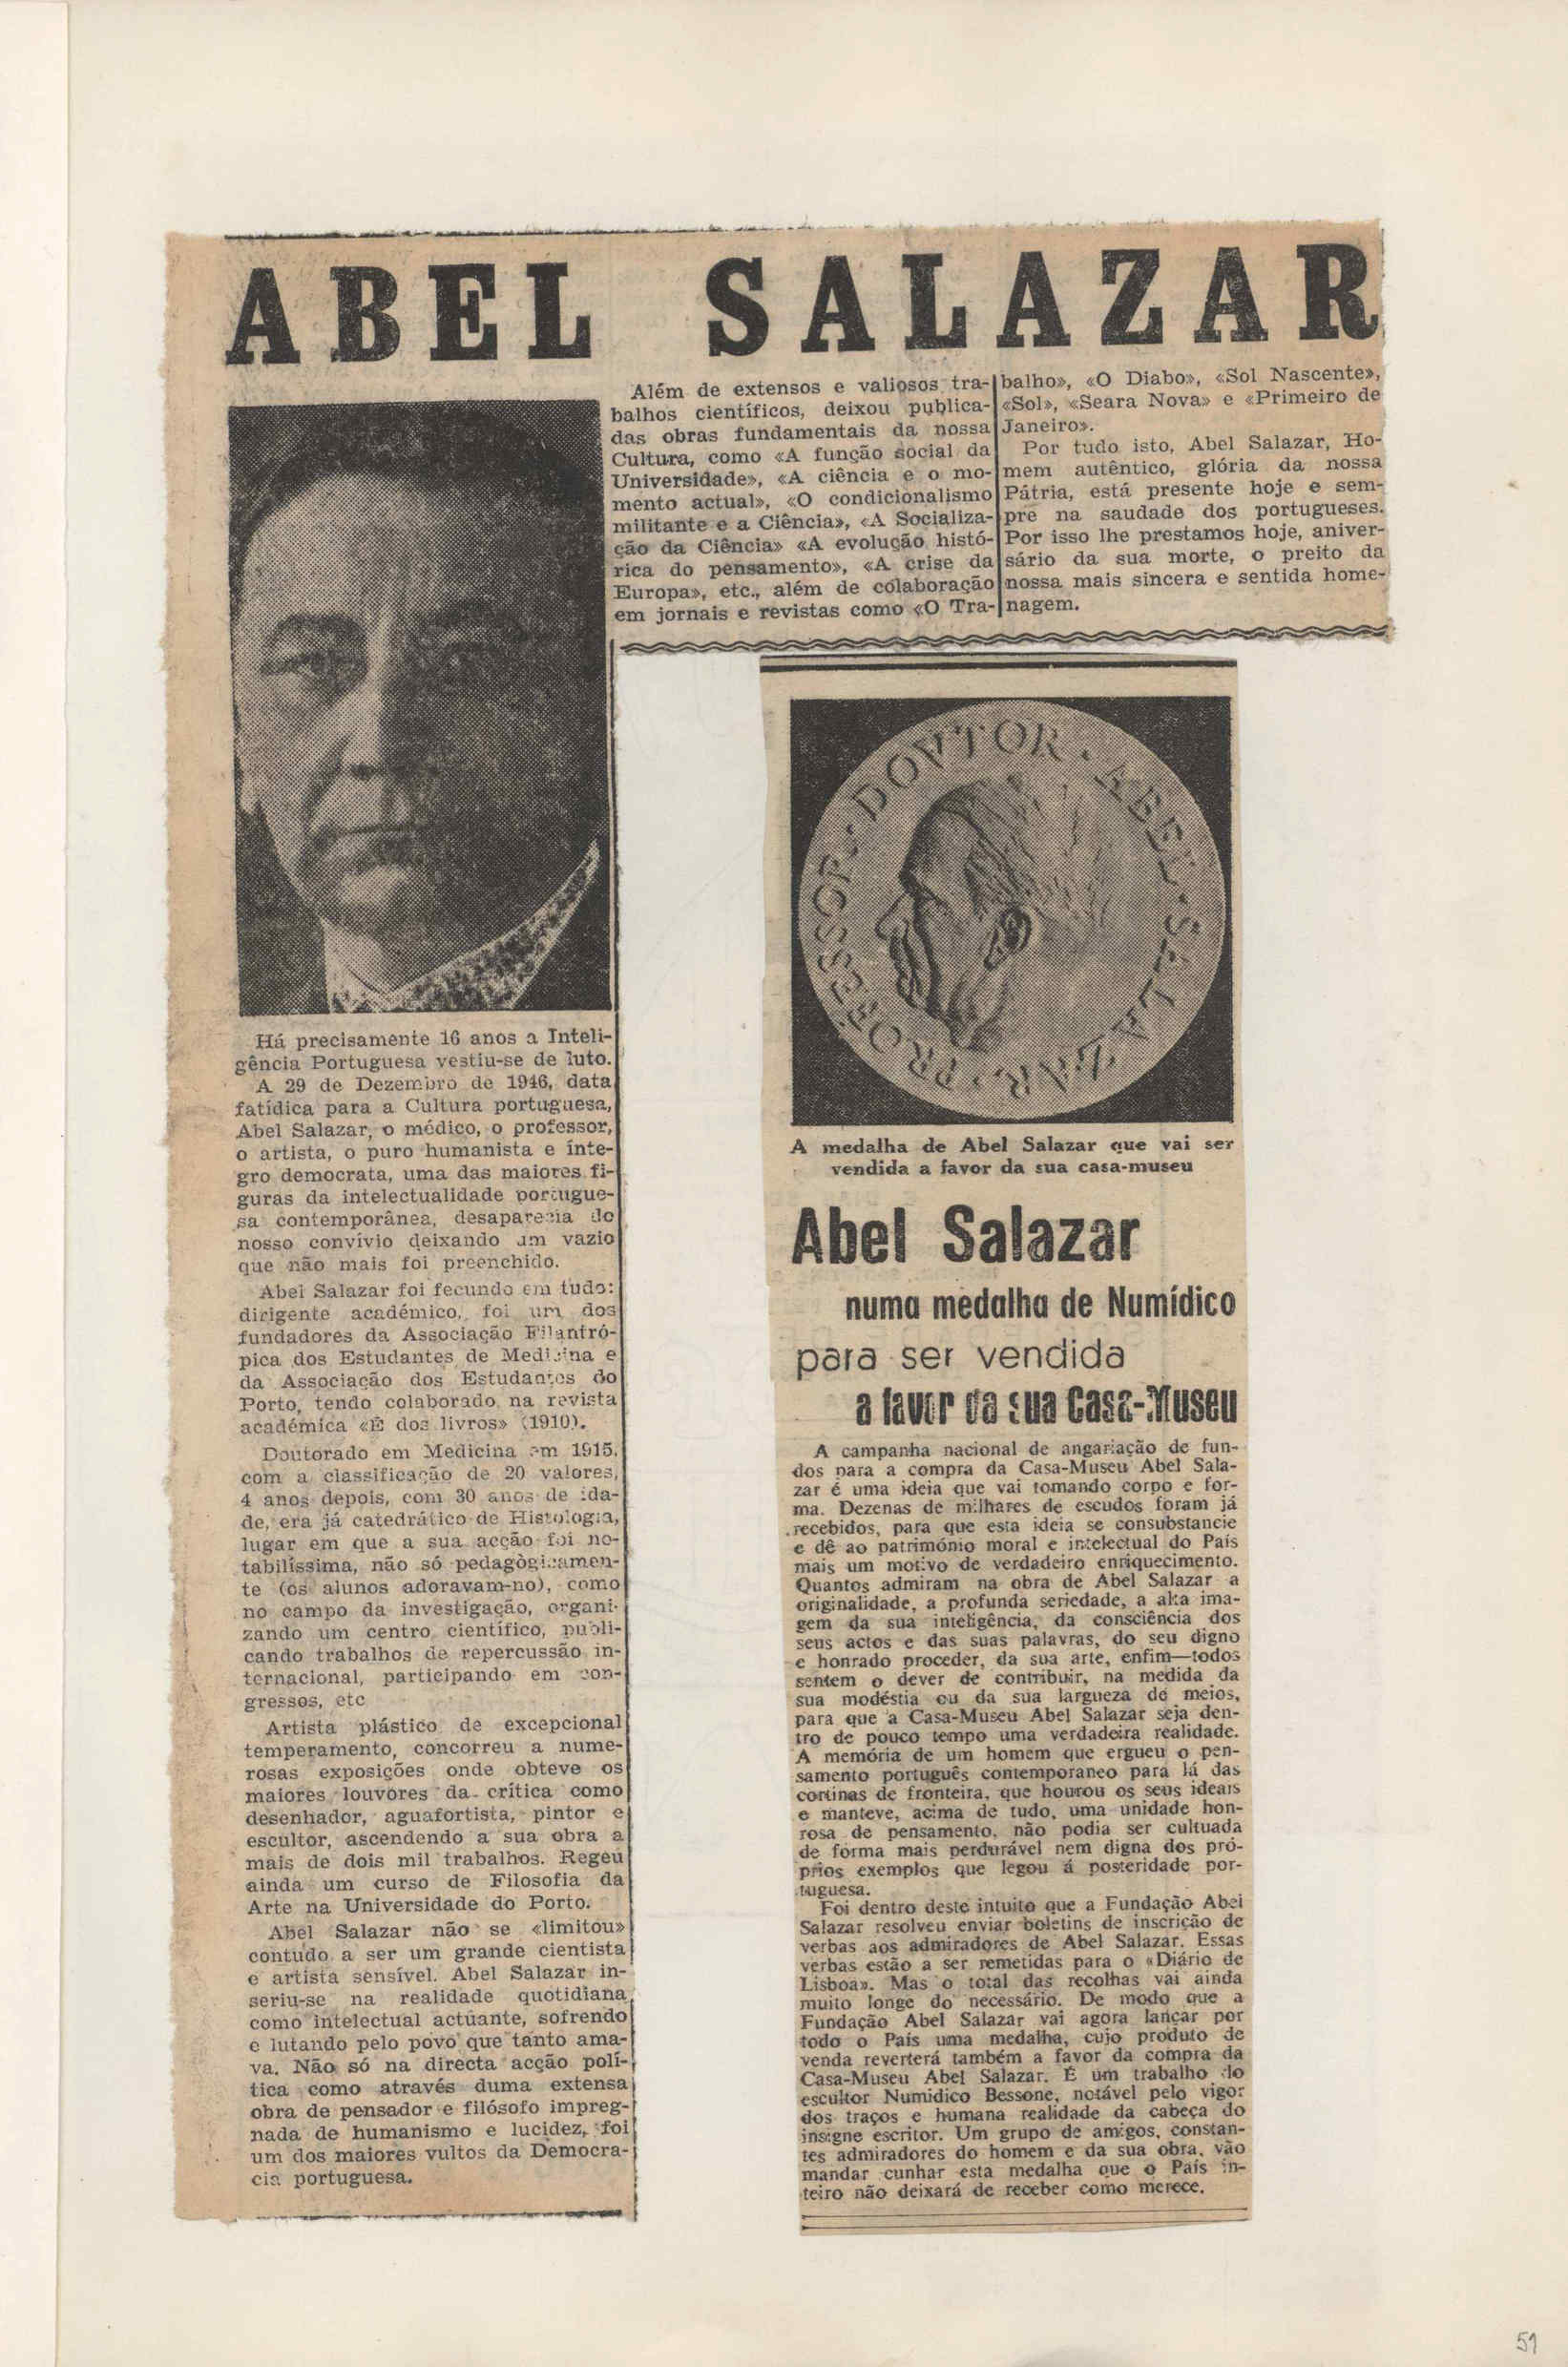 ABEL SALAZAR
Há precisamente 16 anos a Inteli-
gência Portuguesa vestiu-se de luto.
A 29 de Dezembro de 1946, data
fatídica para a Cultura portuguesa,
Abel Salazar, o médico, o professor,
o artista, o puro humanista e ínte-
gro democrata, uma das maiores fi-
guras da intelectualidade portugue-
sa contemporânea, desaparecia do
nosso convívio deixando um vazio
que não mais foi preenchido.
Abel Salazar foi fecundo em tudo:
dirigente académico, foi um dos
fundadores da Associação Filantró-
pica dos Estudantes de Medicina e
da Associação dos Estudantes do
Porto, tendo colaborado na revista
académica «É dos livros» (1910).
Doutorado em Medicina em 1915,
com a classificação de 20 valores,
4 anos depois, com 30 anos de ida-
de, era já catedrático de Histologia,
lugar em que a sua acção foi no-
tabilíssima, não só pedagògicamen-
te (os alunos adoravam-no), como
no campo da investigação, organi-
zando um centro científico, publi-
cando trabalhos de repercussão in-
ternacional, participando em con-
gressos, etc
Artista plástico de excepcional
temperamento, concorreu a nume-
rosas exposições onde obteve os
maiores louvores da crítica como
desenhador, aguafortista, pintor e
escultor, ascendendo a sua obra a
mais de dois mil trabalhos. Regeu
ainda um curso de Filosofia da
Arte na Universidade do Porto.
Abel Salazar não se «limitou»
contudo a ser um grande cientista
e artista sensível. Abel Salazar in-
seriu-se na realidade quotidiana
como intelectual actuante, sofrendo
e lutando pelo povo que tanto ama-
va. Não só na directa acção polí-
tica como através duma extensa
obra de pensador e filósofo impreg-
nada de humanismo e lucidez, foi
um dos maiores vultos da Democra-
cia portuguesa.
Além de extensos e valiosos tra-
balhos científicos, deixou publica-
das obras fundamentais da nossa
Cultura, como «A função social da
Universidade», «A ciência e o mo-
mento actual», «O condicionalismo
militante e a Ciência», «A Socializa-
ção da Ciência» «A evolução histó-
rica do pensamento», «A crise da
Europa», etc., além de colaboração
em jornais e revistas como «O Tra-
balho», «O Diabo», «Sol Nascente»,
«Sol», «Seara Nova» e «Primeiro de
Janeiro».
Por tudo isto, Abel Salazar, Ho-
mem autêntico, glória da nossa
Pátria, está presente hoje e sem-
pre na saudade dos portugueses.
Por isso lhe prestamos hoje, aniver-
sário da sua morte, o preito da
nossa mais sincera e sentida home-
nagem.
PROFESSOR · DOVTOR · ABEL · SALAZAR ·
A medalha de Abel Salazar que vai ser
vendida a favor da sua casa-museu
Abel Salazar
numa medalha de Numídico
para ser vendida
a favor da sua Casa-Museu
A campanha nacional de angariação de fun-
dos para a compra da Casa-Museu Abel Sala-
zar é uma ideia que vai tomando corpo e for-
ma. Dezenas de milhares de escudos foram já
recebidos, para que esta ideia se consubstancie
e dê ao património moral e intelectual do País
mais um motivo de verdadeiro enriquecimento.
Quantos admiram na obra de Abel Salazar a
originalidade, a profunda seriedade, a alta ima-
gem da sua inteligência, da consciência dos
seus actos e das suas palavras, do seu digno
e honrado proceder, da sua arte, enfim—todos
sentem o dever de contribuir, na medida da
sua modéstia ou da sua largueza de meios,
para que a Casa-Museu Abel Salazar seja den-
tro de pouco tempo uma verdadeira realidade.
A memória de um homem que ergueu o pen-
samento português contemporaneo para lá das
cortinas de fronteira, que honrou os seus ideais
e manteve, acima de tudo, uma unidade hon-
rosa de pensamento, não podia ser cultuada
de forma mais perdurável nem digna dos pró-
prios exemplos que legou á posteridade por-
tuguesa.
Foi dentro deste intuito que a Fundação Abel
Salazar resolveu enviar boletins de inscrição de
verbas aos admiradores de Abel Salazar. Essas
verbas estão a ser remetidas para o «Diário de
Lisboa». Mas o total das recolhas vai ainda
muito longe do necessário. De modo que a
Fundação Abel Salazar vai agora lançar por
todo o País uma medalha, cujo produto de
venda reverterá também a favor da compra da
Casa-Museu Abel Salazar. É um trabalho do
escultor Numidico Bessone, notável pelo vigor
dos traços e humana realidade da cabeça do
insigne escritor. Um grupo de amigos, constan-
tes admiradores do homem e da sua obra, vão
mandar cunhar esta medalha que o País in-
teiro não deixará de receber como merece.
51